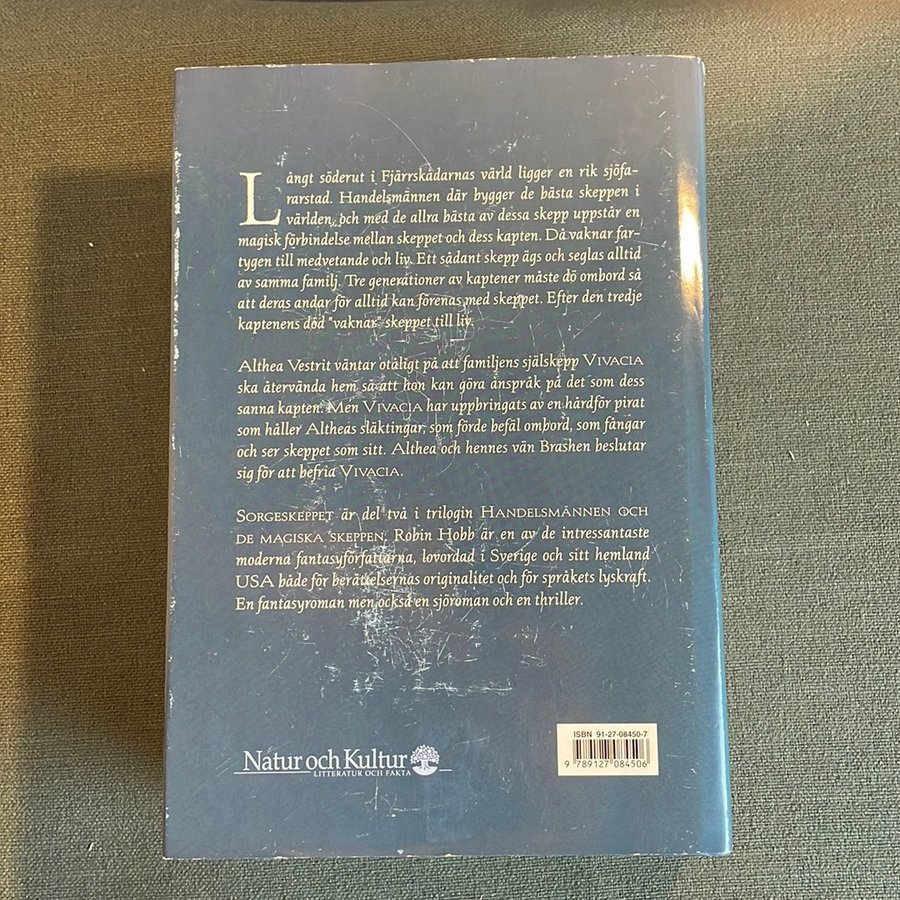 Långt söderut i Fjärrskådarnas värld ligger en rik sjöfa-
rarstad. Handelsmännen där bygger de bästa skeppen i
världen, och med de allra bästa av dessa skepp uppstår en
magisk förbindelse mellan skeppet och dess kapten. Då vaknar far-
tygen till medvetande och liv. Ett sådant skepp ägs och seglas alltid
av samma familj. Tre generationer av kaptener måste dö ombord så
att deras andar för alltid kan förenas med skeppet. Efter den tredje
kaptenens död "vaknar" skeppet till liv.
Althea Vestrit väntar otåligt på att familjens själskepp VIVACIA
ska återvända hem så att hon kan göra anspråk på det som dess
sanna kapten. Men VIVACIA har uppbringats av en hårdför pirat
som håller Altheas släktingar, som förde befäl ombord, som fångar
och ser skeppet som sitt. Althea och hennes vän Brashen beslutar
sig för att befria VIVACIA.
SORGESKEPPET är del två i trilogin HANDELSMÄNNEN OCH
DE MAGISKA SKEPPEN. Robin Hobb är en av de intressantaste
moderna fantasyförfattarna, lovordad i Sverige och sitt hemland
USA både för berättelsernas originalitet och för språkets lyskraft.
En fantasyroman men också en sjöroman och en thriller.
ISBN 91-27-08450-7
9 789127 084506
Natur och Kultur
LITTERATUR OCH FAKTA